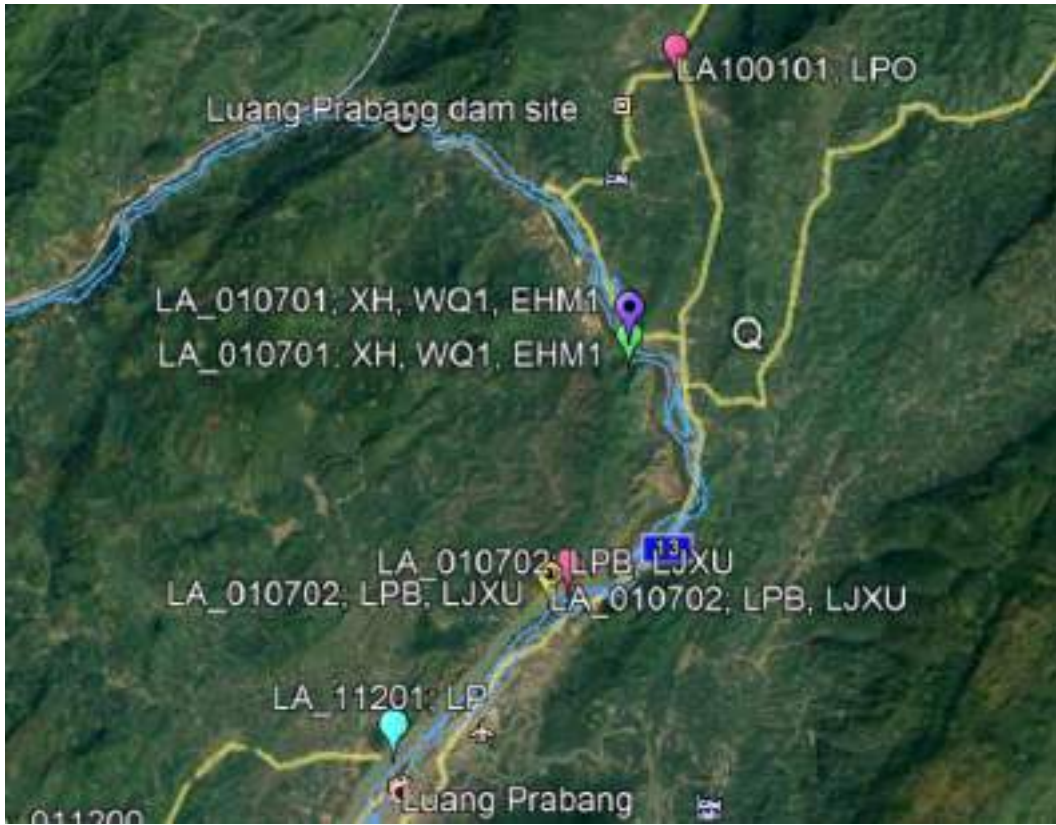 LA100101; LPO
Luang Prabang dam site
LA_010701; XH, WQ1, EHM1
LA_010701; XH, WQ1, EHM1
Q
13
LA_010702; LPB, LJXU
LA_010702; LPB, LJXU
LA_010702; LPB, LJXU
LA_11201; LP
Luang Prabang
011200